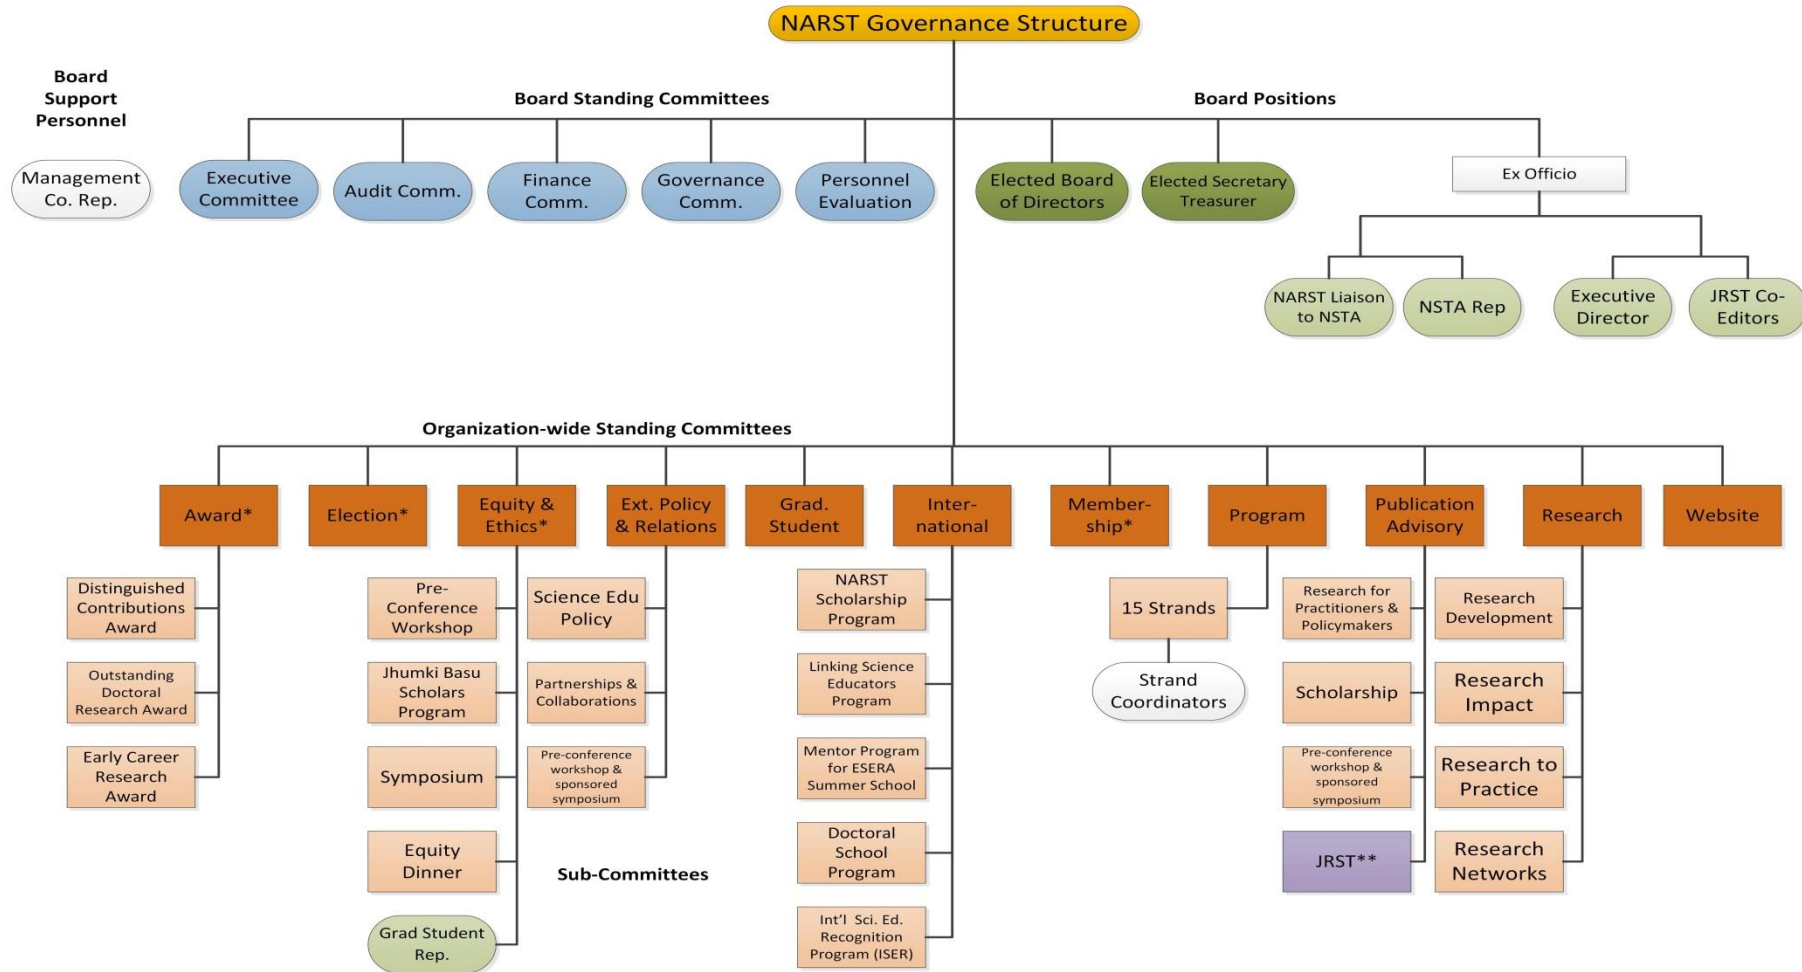 NARST Governance Structure
Board
Support
Personnel
Board Standing Committees
Board Positions
Management
Co. Rep.
Executive
Committee
Audit Comm.
Finance
Comm.
Governance
Comm.
Personnel
Evaluation
Elected Board
of Directors
Elected Secretary
Treasurer
Ex Officio
NARST Liaison
to NSTA
NSTA Rep
Executive
Director
JRST Co-
Editors
Organization-wide Standing Committees
Award*
Election*
Equity &
Ethics*
Ext. Policy
& Relations
Grad.
Student
Inter-
national
Member-
ship*
Program
Publication
Advisory
Research
Website
Distinguished
Contributions
Award
Outstanding
Doctoral
Research Award
Early Career
Research
Award
Pre-
Conference
Workshop
Jhumki Basu
Scholars
Program
Symposium
Equity
Dinner
Grad Student
Rep.
Science Edu
Policy
Partnerships &
Collaborations
Pre-conference
workshop &
sponsored
symposium
Sub-Committees
NARST
Scholarship
Program
Linking Science
Educators
Program
Mentor Program
for ESERA
Summer School
Doctoral
School
Program
Int'l Sci. Ed.
Recognition
Program (ISER)
15 Strands
Strand
Coordinators
Research for
Practitioners &
Policymakers
Scholarship
Pre-conference
workshop &
sponsored
symposium
JRST**
Research
Development
Research
Impact
Research to
Practice
Research
Networks